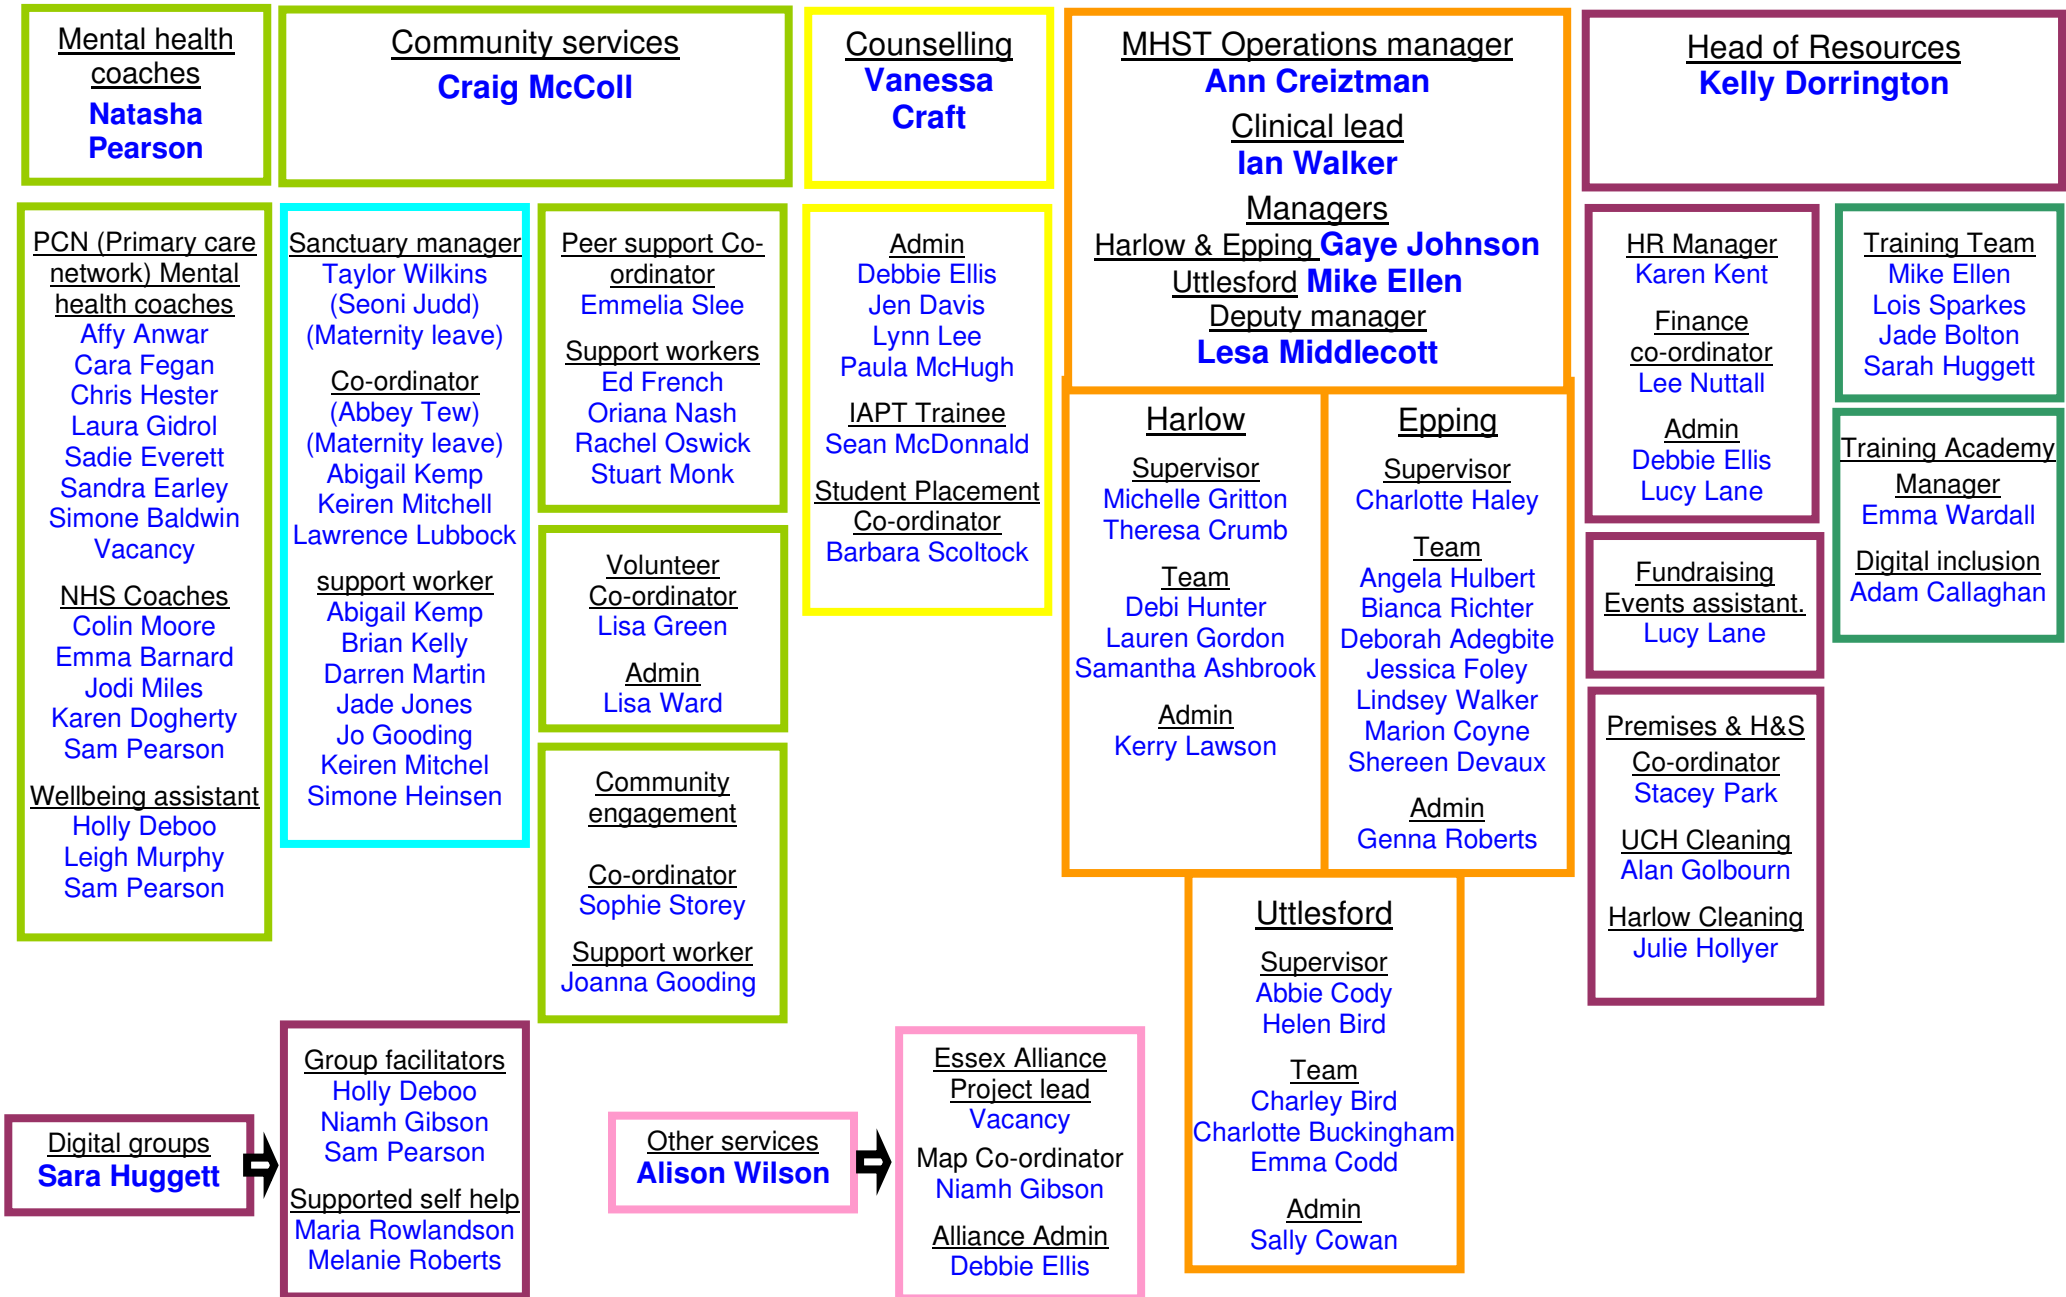 Mental health
coaches
Natasha
Pearson
Community services
Craig McColl
Counselling
Vanessa
Craft
MHST Operations manager
Ann Creiztman
Clinical lead
Ian Walker
Managers
Harlow & Epping Gaye Johnson
Uttlesford Mike Ellen
Deputy manager
Lesa Middlecott
Head of Resources
Kelly Dorrington
PCN (Primary care
network) Mental
health coaches
Affy Anwar
Cara Fegan
Chris Hester
Laura Gidrol
Sadie Everett
Sandra Earley
Simone Baldwin
Vacancy
NHS Coaches
Colin Moore
Emma Barnard
Jodi Miles
Karen Dogherty
Sam Pearson
Wellbeing assistant
Holly Deboo
Leigh Murphy
Sam Pearson
Sanctuary manager
Taylor Wilkins
(Seoni Judd)
(Maternity leave)
Co-ordinator
(Abbey Tew)
(Maternity leave)
Abigail Kemp
Keiren Mitchell
Lawrence Lubbock
support worker
Abigail Kemp
Brian Kelly
Darren Martin
Jade Jones
Jo Gooding
Keiren Mitchel
Simone Heinsen
Peer support Co-
ordinator
Emmelia Slee
Support workers
Ed French
Oriana Nash
Rachel Oswick
Stuart Monk
Volunteer
Co-ordinator
Lisa Green
Admin
Lisa Ward
Community
engagement
Co-ordinator
Sophie Storey
Support worker
Joanna Gooding
Admin
Debbie Ellis
Jen Davis
Lynn Lee
Paula McHugh
IAPT Trainee
Sean McDonnald
Student Placement
Co-ordinator
Barbara Scoltock
Harlow
Supervisor
Michelle Gritton
Theresa Crumb
Team
Debi Hunter
Lauren Gordon
Samantha Ashbrook
Admin
Kerry Lawson
Epping
Supervisor
Charlotte Haley
Team
Angela Hulbert
Bianca Richter
Deborah Adegbite
Jessica Foley
Lindsey Walker
Marion Coyne
Shereen Devaux
Admin
Genna Roberts
Uttlesford
Supervisor
Abbie Cody
Helen Bird
Team
Charley Bird
Charlotte Buckingham
Emma Codd
Admin
Sally Cowan
HR Manager
Karen Kent
Finance
co-ordinator
Lee Nuttall
Admin
Debbie Ellis
Lucy Lane
Fundraising
Events assistant.
Lucy Lane
Premises & H&S
Co-ordinator
Stacey Park
UCH Cleaning
Alan Golbourn
Harlow Cleaning
Julie Hollyer
Training Team
Mike Ellen
Lois Sparkes
Jade Bolton
Sarah Huggett
Training Academy
Manager
Emma Wardall
Digital inclusion
Adam Callaghan
Digital groups
Sara Huggett
Group facilitators
Holly Deboo
Niamh Gibson
Sam Pearson
Supported self help
Maria Rowlandson
Melanie Roberts
Other services
Alison Wilson
Essex Alliance
Project lead
Vacancy
Map Co-ordinator
Niamh Gibson
Alliance Admin
Debbie Ellis